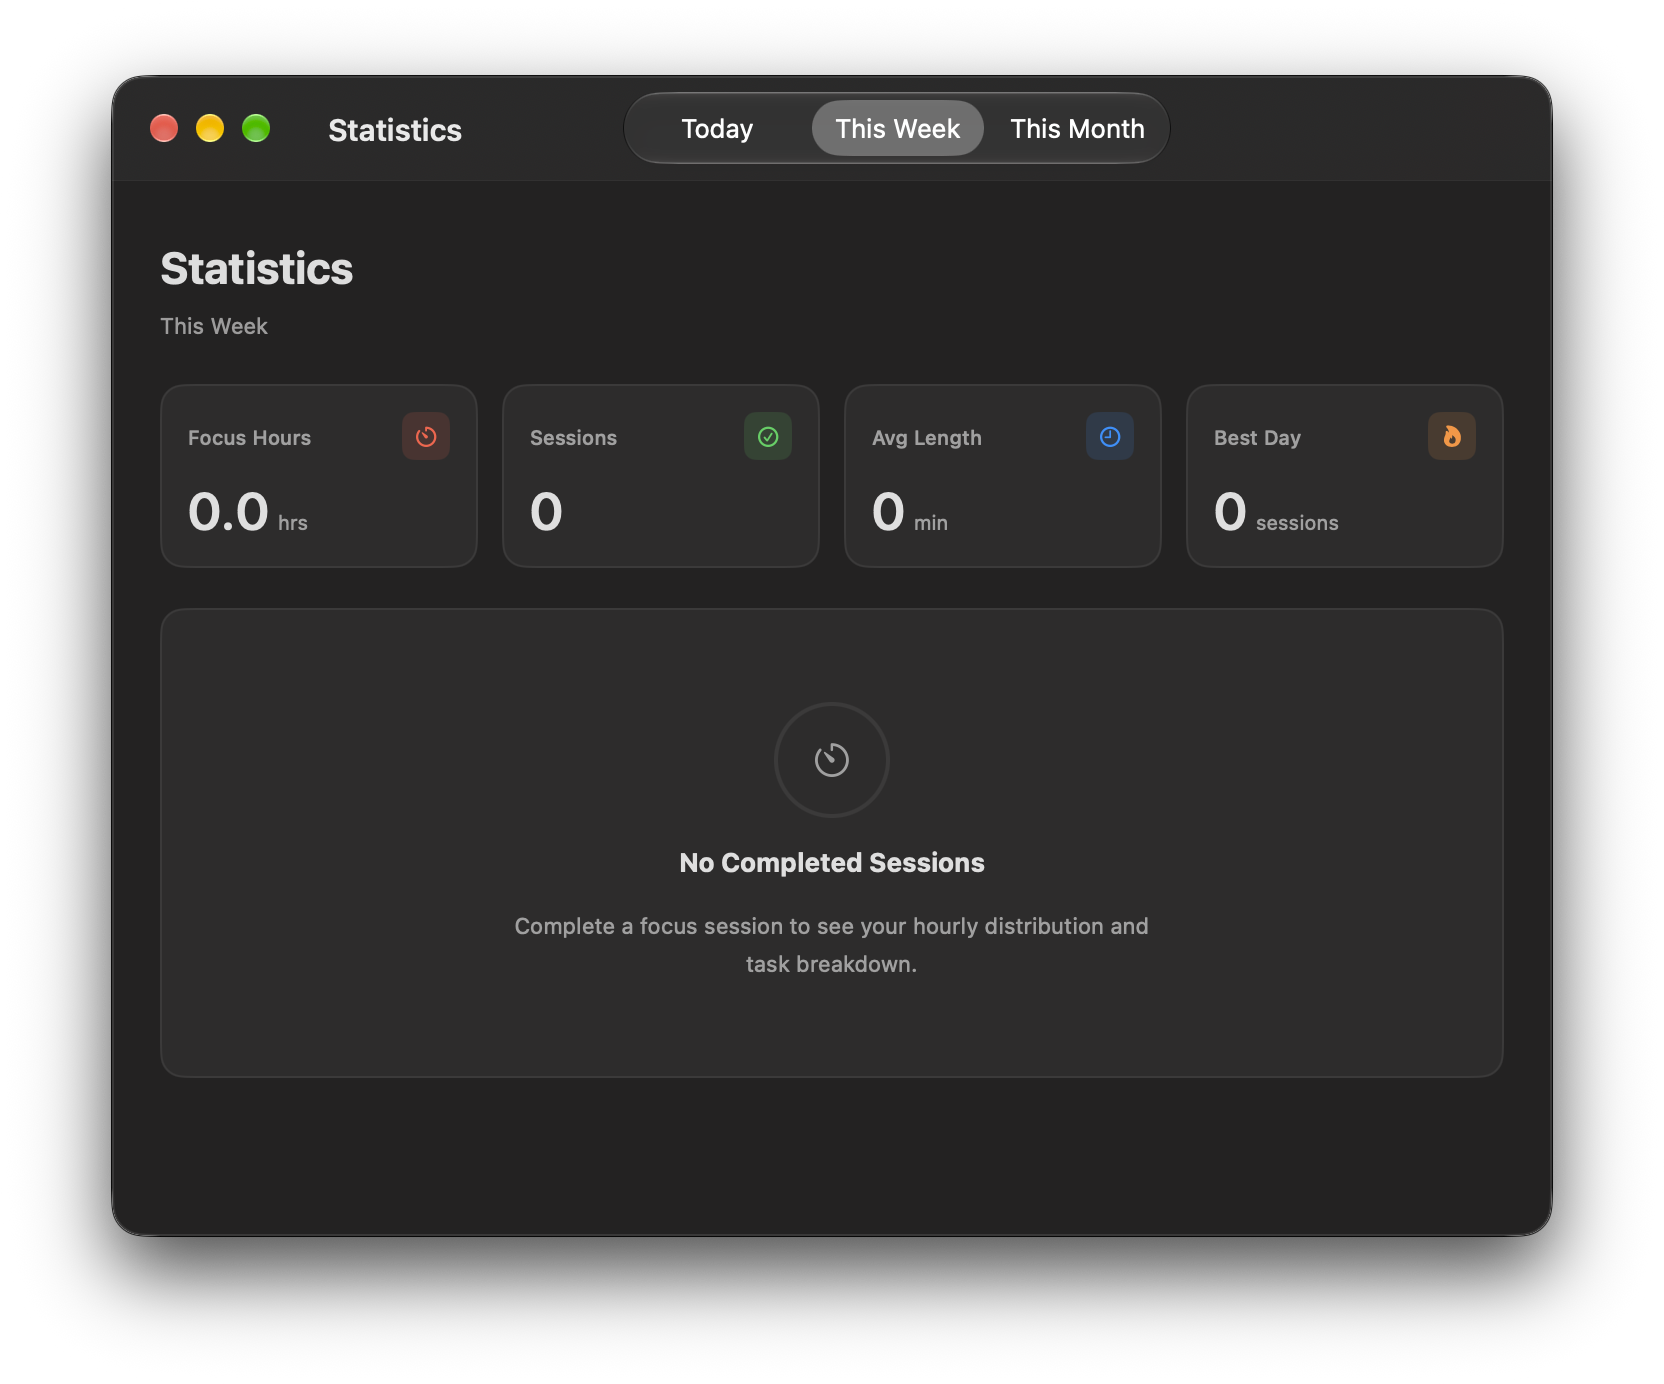 Statistics
Today
This Week
This Month
Statistics
This Week
Focus Hours
0.0 hrs
Sessions
0
Avg Length
0 min
Best Day
0 sessions
No Completed Sessions
Complete a focus session to see your hourly distribution and
task breakdown.